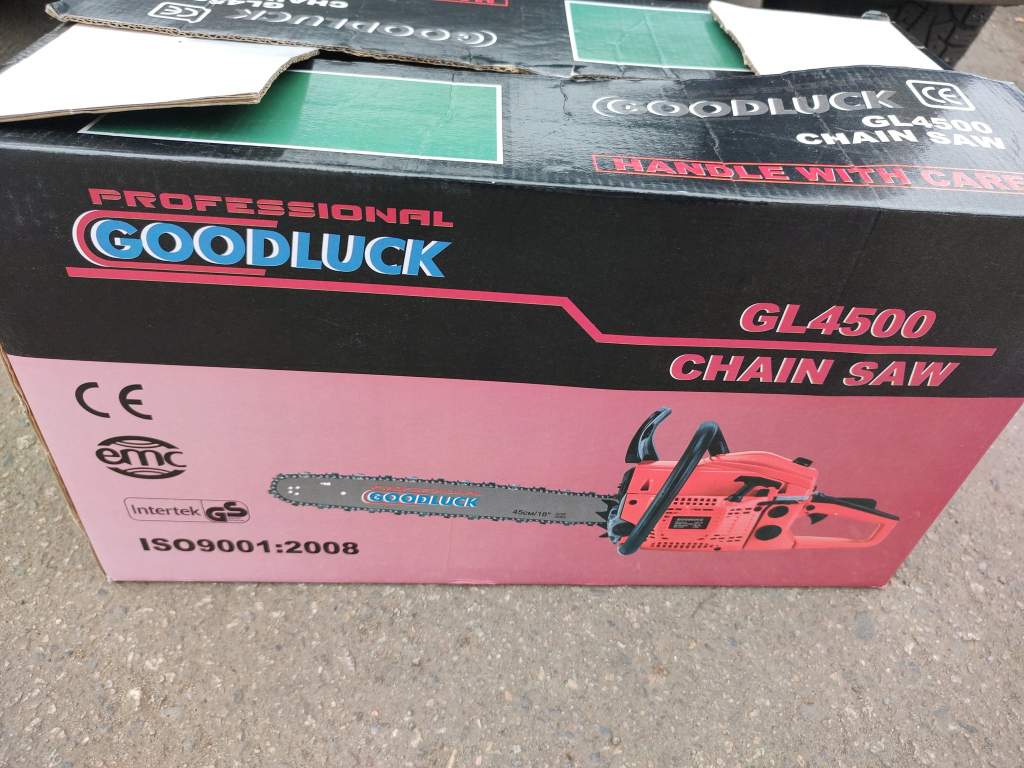 GOODLUCK
CE
GOODLUCK
CE
GL4500
CHAIN SAW
HANDLE WITH CARE
PROFESSIONAL
GOODLUCK
GL4500
CHAIN SAW
CE
emc
Intertek GS
ISO9001:2008
GOODLUCK
45cm/18"